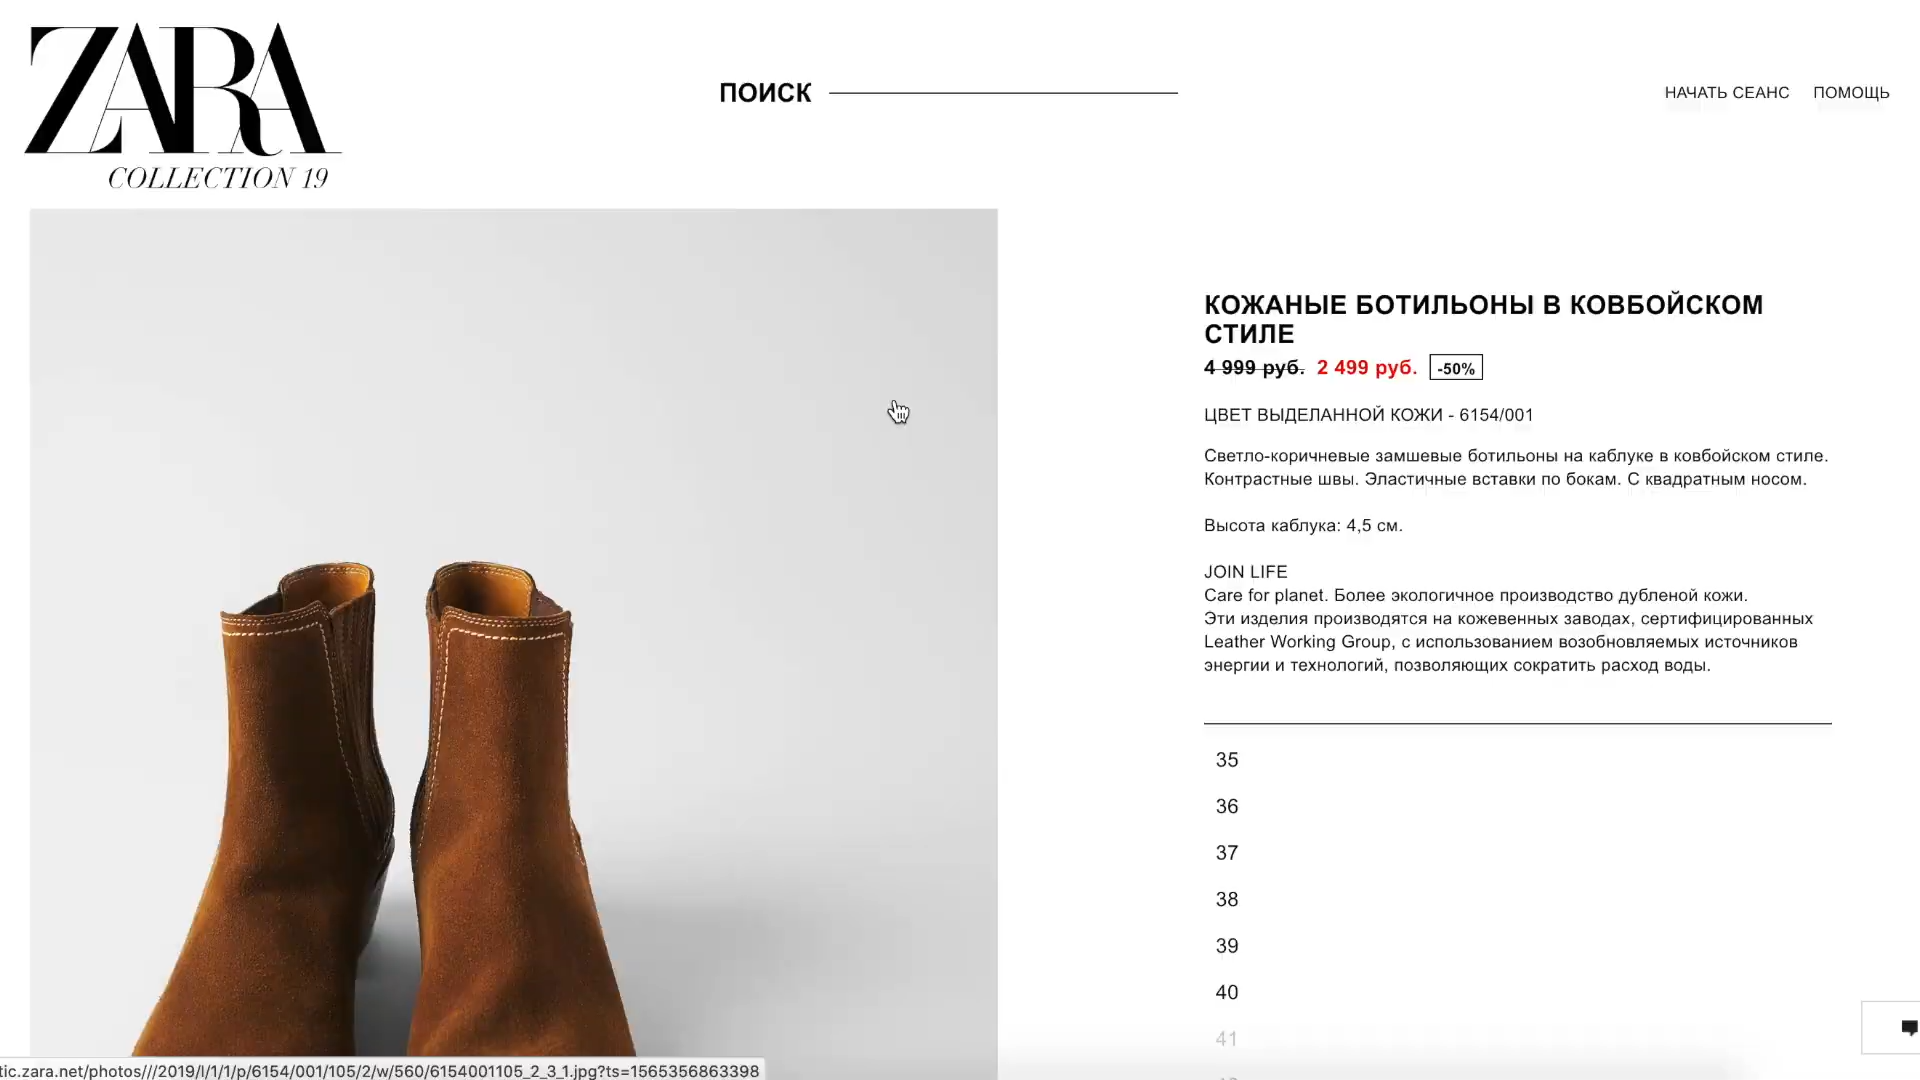 ZARA
COLLECTION 19
ПОИСК
НАЧАТЬ СЕАНС ПОМОЩЬ
КОЖАНЫЕ БОТИЛЬОНЫ В КОВБОЙСКОМ
СТИЛЕ
4 999 руб. 2 499 руб. -50%
ЦВЕТ ВЫДЕЛАННОЙ КОЖИ - 6154/001
Светло-коричневые замшевые ботильоны на каблуке в ковбойском стиле.
Контрастные швы. Эластичные вставки по бокам. С квадратным носом.
Высота каблука: 4,5 см.
JOIN LIFE
Care for planet. Более экологичное производство дубленой кожи.
Эти изделия производятся на кожевенных заводах, сертифицированных
Leather Working Group, с использованием возобновляемых источников
энергии и технологий, позволяющих сократить расход воды.
35
36
37
38
39
40
41
tic.zara.net/photos///2019/I/1/1/p/6154/001/105/2/w/560/6154001105_2_3_1.jpg?ts=1565356863398